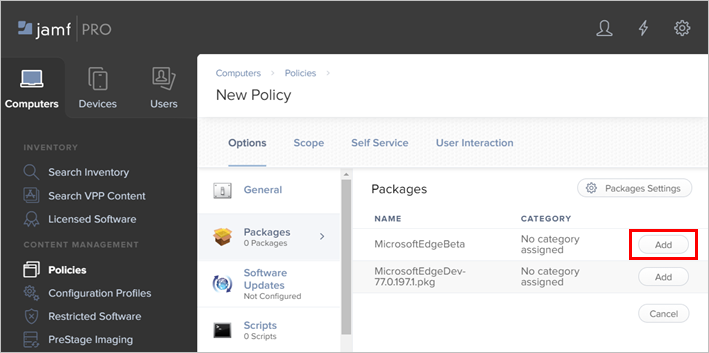 jamf PRO
Computers
Devices
Users
INVENTORY
Search Inventory
Search VPP Content
Licensed Software
CONTENT MANAGEMENT
Policies
Configuration Profiles
Restricted Software
PreStage Imaging
Computers > Policies >
New Policy
Options
Scope
Self Service
User Interaction
General
Packages
0 Packages
Software
Updates
Not Configured
Scripts
0 Scripts
Packages
Packages Settings
NAME
CATEGORY
MicrosoftEdgeBeta
No category
assigned
Add
MicrosoftEdgeDev-
77.0.197.1.pkg
No category
assigned
Add
Cancel